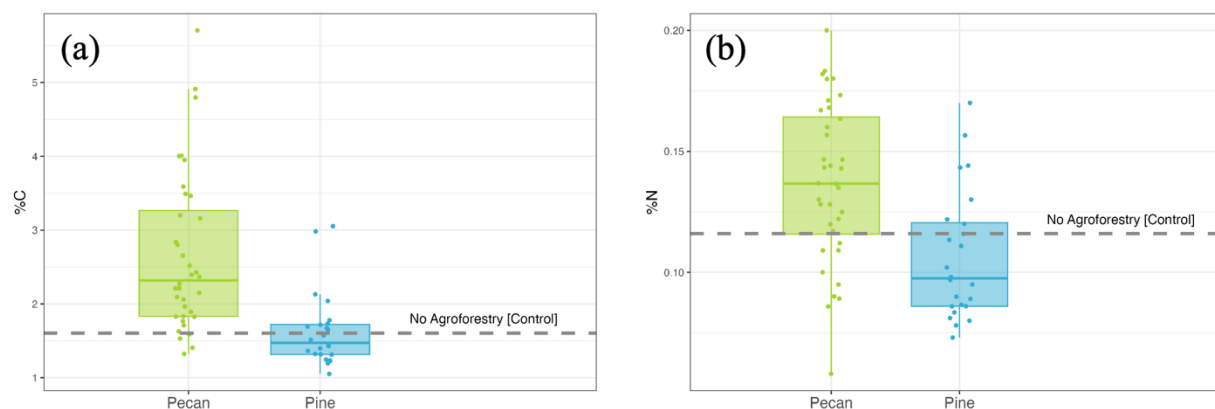 (a)
%C
5
4
3
2
1
No Agroforestry [Control]
Pecan Pine
(b)
%N
0.20
0.15
0.10
No Agroforestry [Control]
Pecan Pine